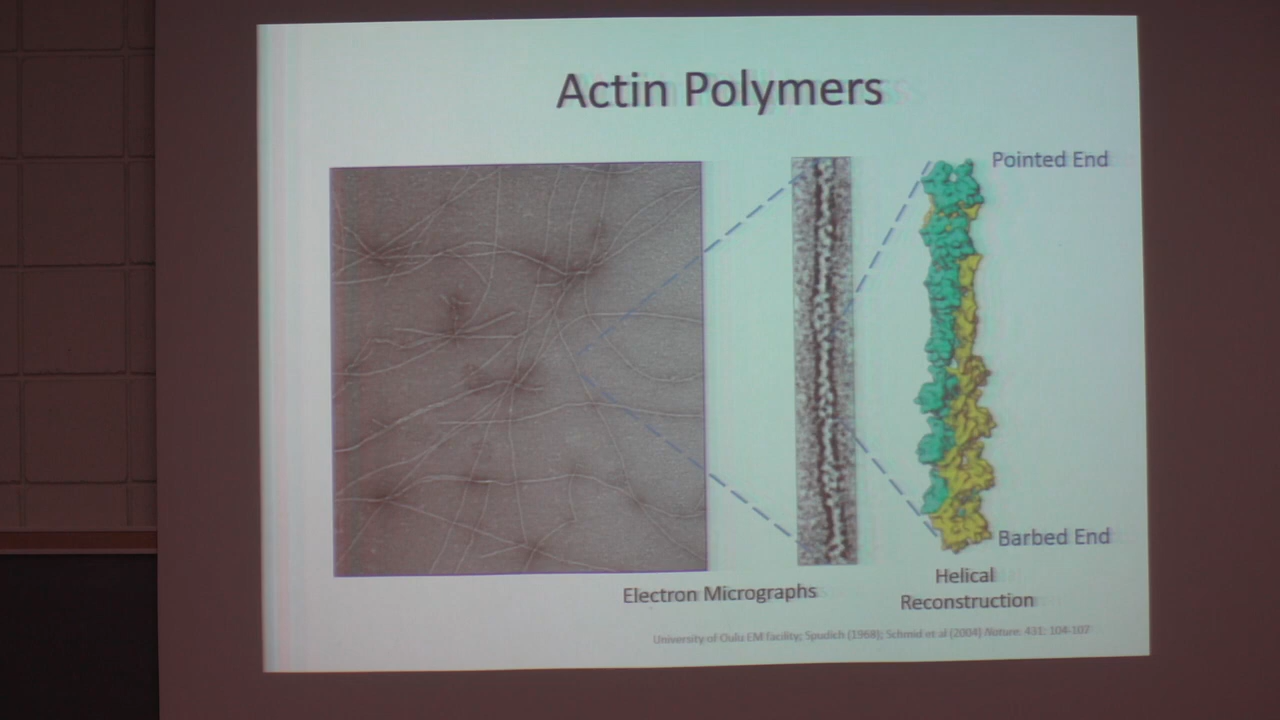 Actin Polymers
Pointed End
Barbed End
Electron Micrographs
Helical
Reconstruction
University of Oulu EM facility; Spudich (1968); Schmid et al (2004) Nature: 431: 104-107